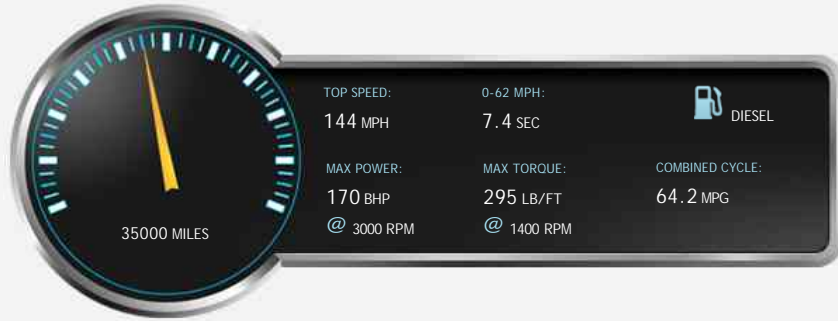 35000 MILES
TOP SPEED:
144 MPH
0-62 MPH:
7.4 SEC
DIESEL
MAX POWER:
170 BHP
@ 3000 RPM
MAX TORQUE:
295 LB/FT
@ 1400 RPM
COMBINED CYCLE:
64.2 MPG